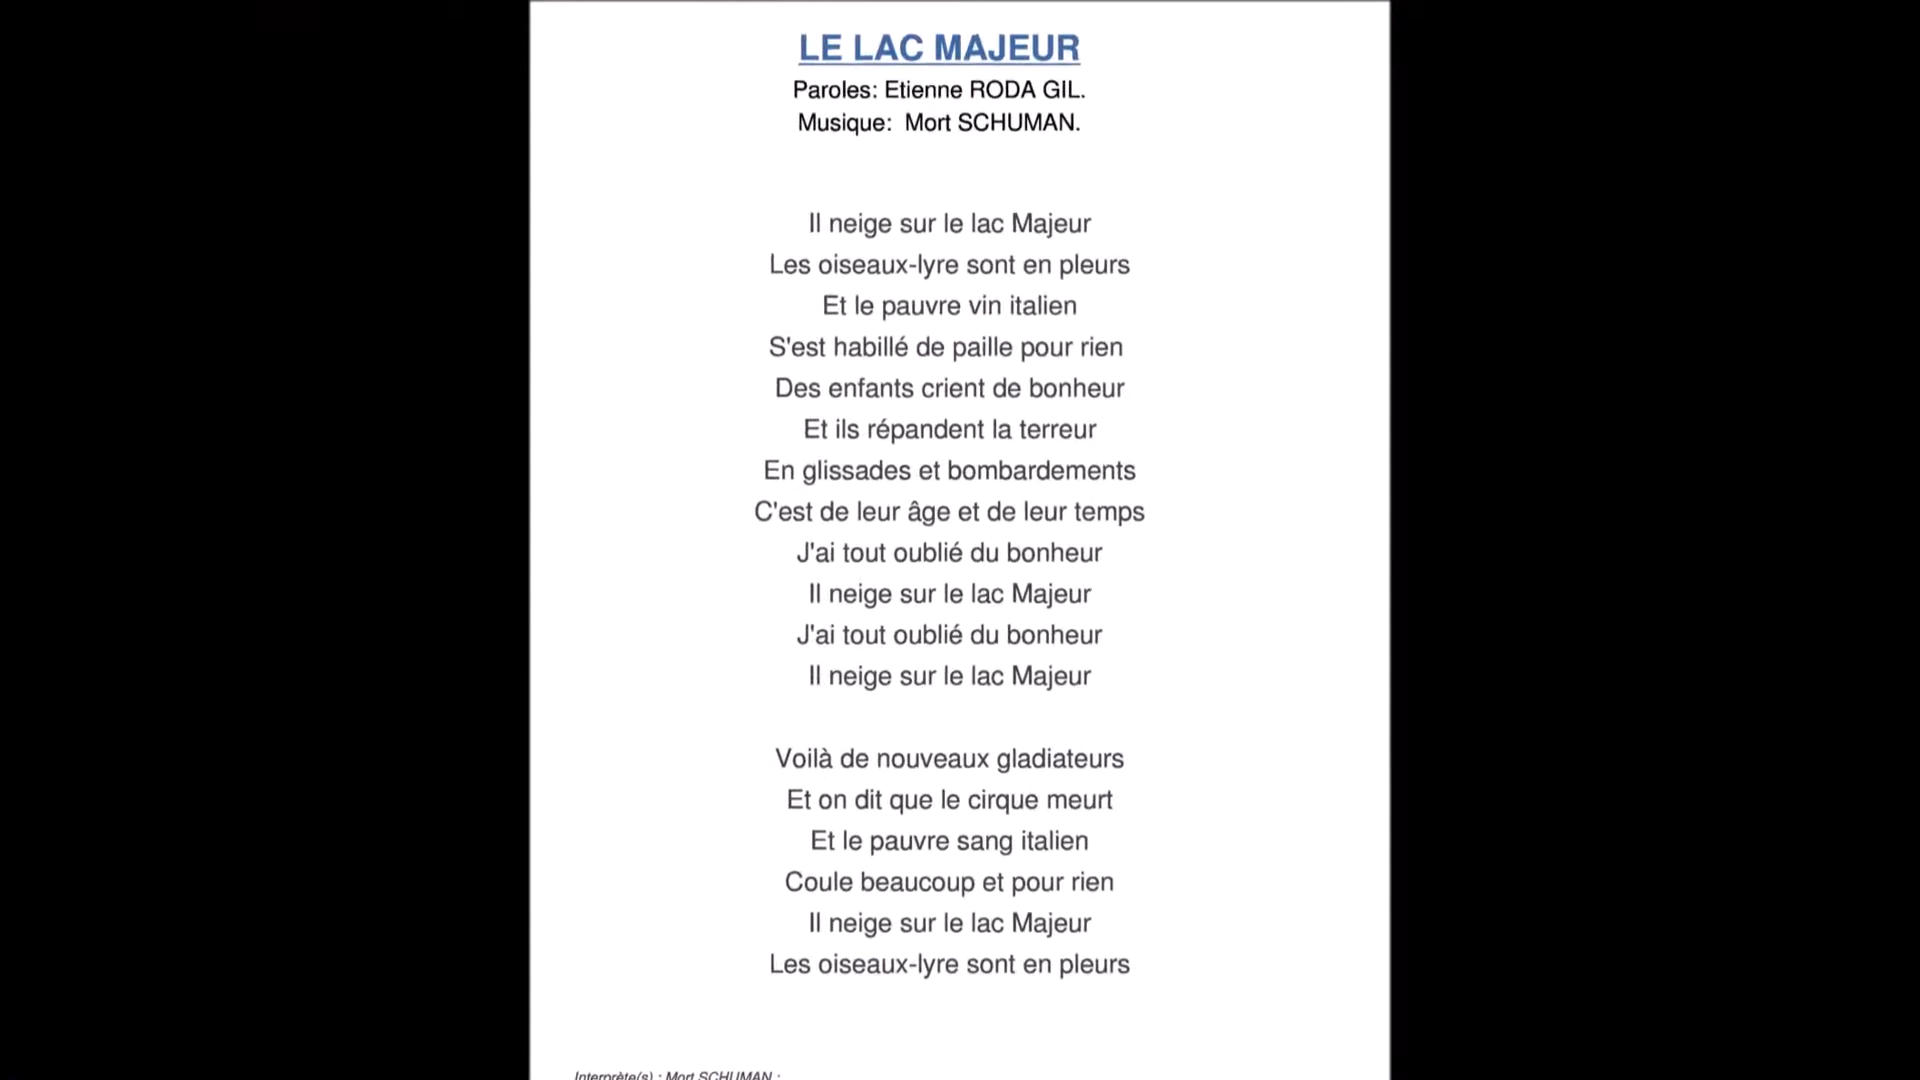 LE LAC MAJEUR
Paroles: Etienne RODA GIL.
Musique:  Mort SCHUMAN.
Il neige sur le lac Majeur
Les oiseaux-lyre sont en pleurs
Et le pauvre vin italien
S'est habillé de paille pour rien
Des enfants crient de bonheur
Et ils répandent la terreur
En glissades et bombardements
C'est de leur âge et de leur temps
J'ai tout oublié du bonheur
Il neige sur le lac Majeur
J'ai tout oublié du bonheur
Il neige sur le lac Majeur
Voilà de nouveaux gladiateurs
Et on dit que le cirque meurt
Et le pauvre sang italien
Coule beaucoup et pour rien
Il neige sur le lac Majeur
Les oiseaux-lyre sont en pleurs
Interprète(s) : Mort SCHUMAN ;